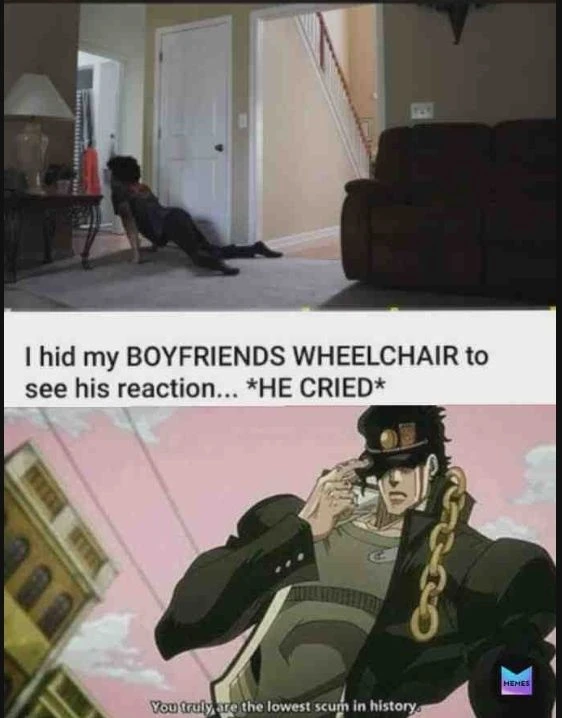 I hid my BOYFRIENDS WHEELCHAIR to
see his reaction... *HE CRIED*
MEMES
You truly are the lowest scum in history.